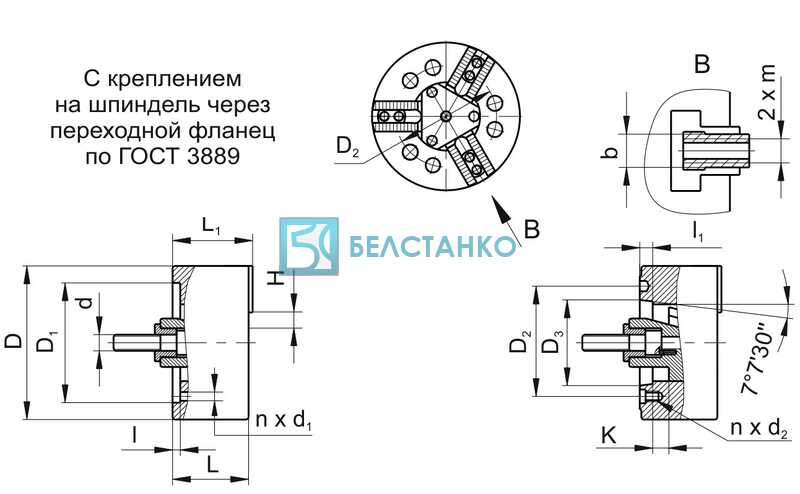 С креплением
на шпиндель через
переходной фланец
по ГОСТ 3889
D₂
В
В
b
2 x m
БЕЛСТАНКО
L₁
H
d
D
D₁
n x d₁
l
L
l₁
D₂
D₃
7°7'30"
n x d₂
K